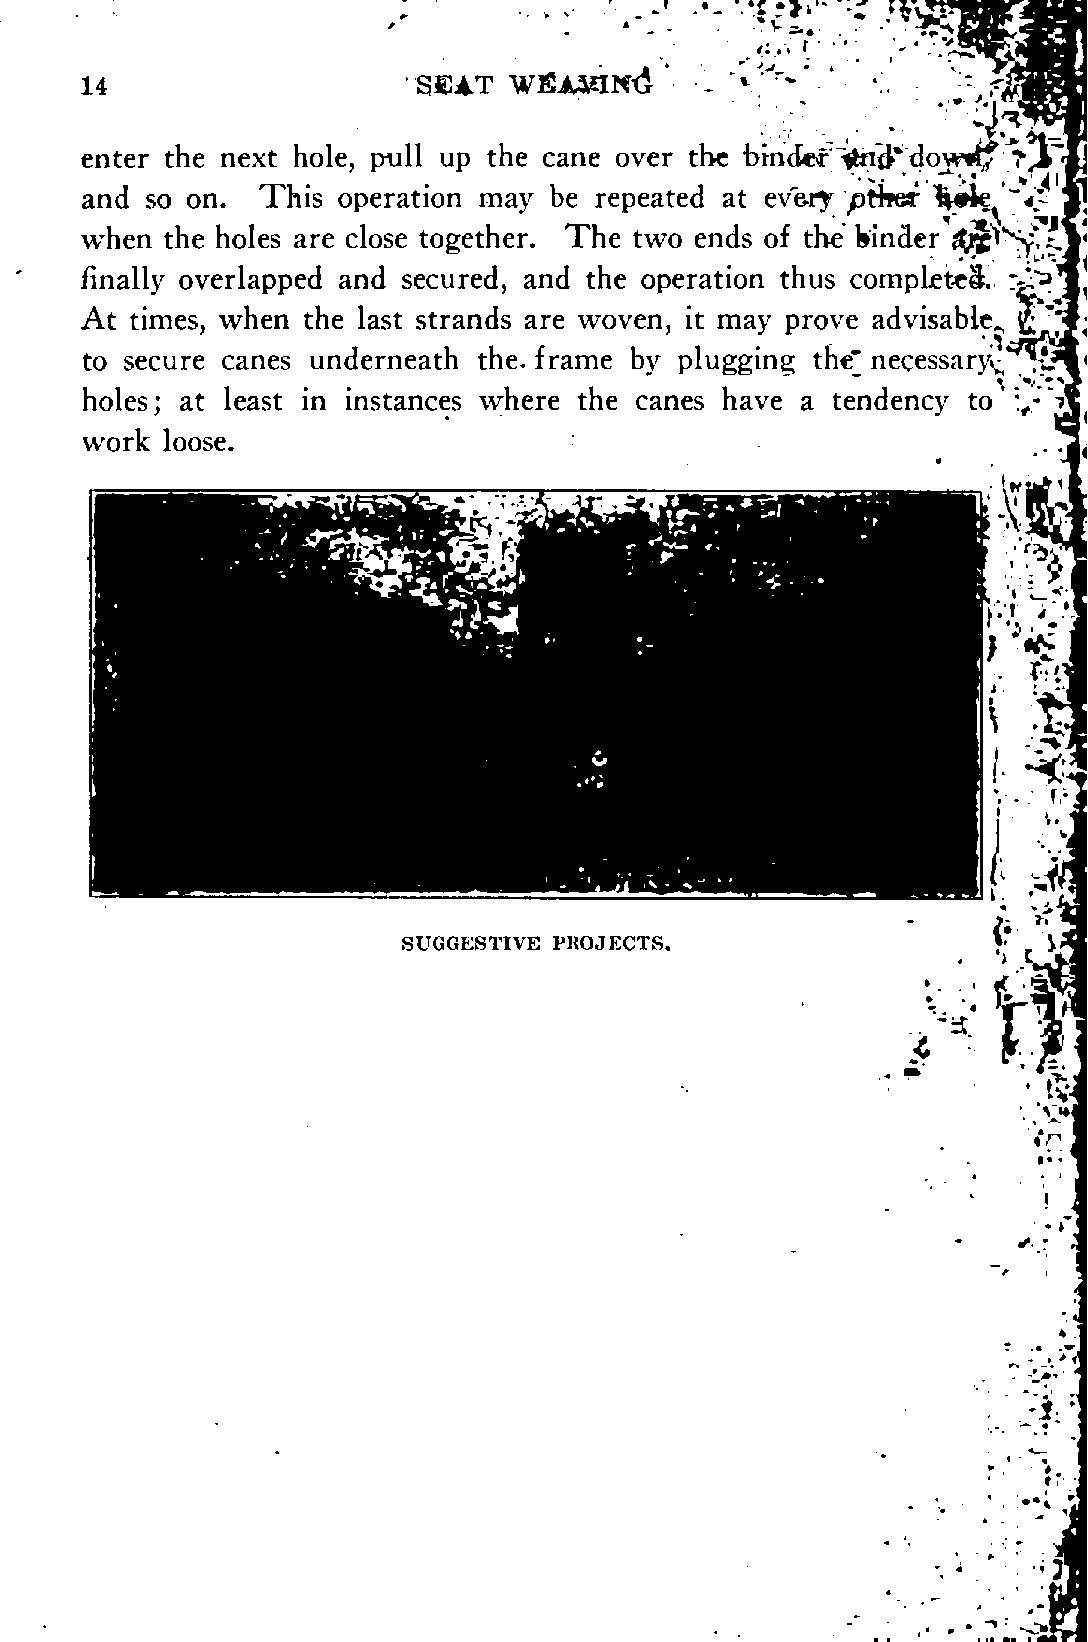 14 SEAT WEAVING
enter the next hole, pull up the cane over the binder and down,
and so on. This operation may be repeated at every other hole
when the holes are close together. The two ends of the binder are
finally overlapped and secured, and the operation thus completed.
At times, when the last strands are woven, it may prove advisable
to secure canes underneath the frame by plugging the necessary
holes; at least in instances where the canes have a tendency to
work loose.
SUGGESTIVE PROJECTS.